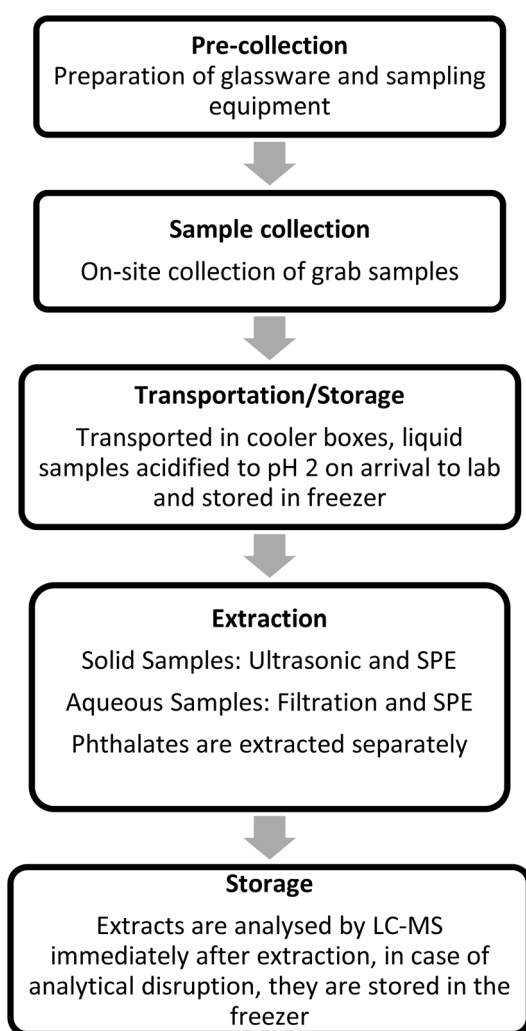 Pre-collection
Preparation of glassware and sampling
equipment
Sample collection
On-site collection of grab samples
Transportation/Storage
Transported in cooler boxes, liquid
samples acidified to pH 2 on arrival to lab
and stored in freezer
Extraction
Solid Samples: Ultrasonic and SPE
Aqueous Samples: Filtration and SPE
Phthalates are extracted separately
Storage
Extracts are analysed by LC-MS
immediately after extraction, in case of
analytical disruption, they are stored in the
freezer